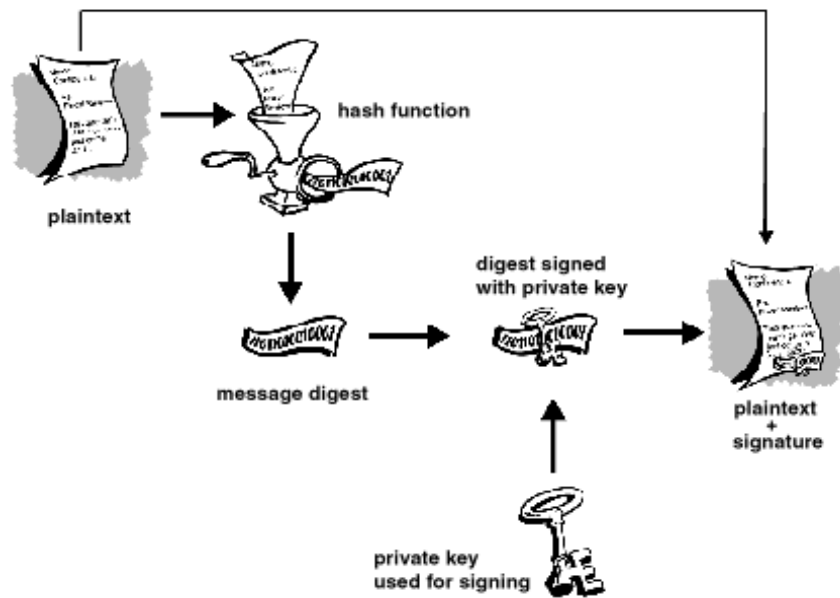 hash function
plaintext
digest signed
with private key
message digest
plaintext
+
signature
private key
used for signing